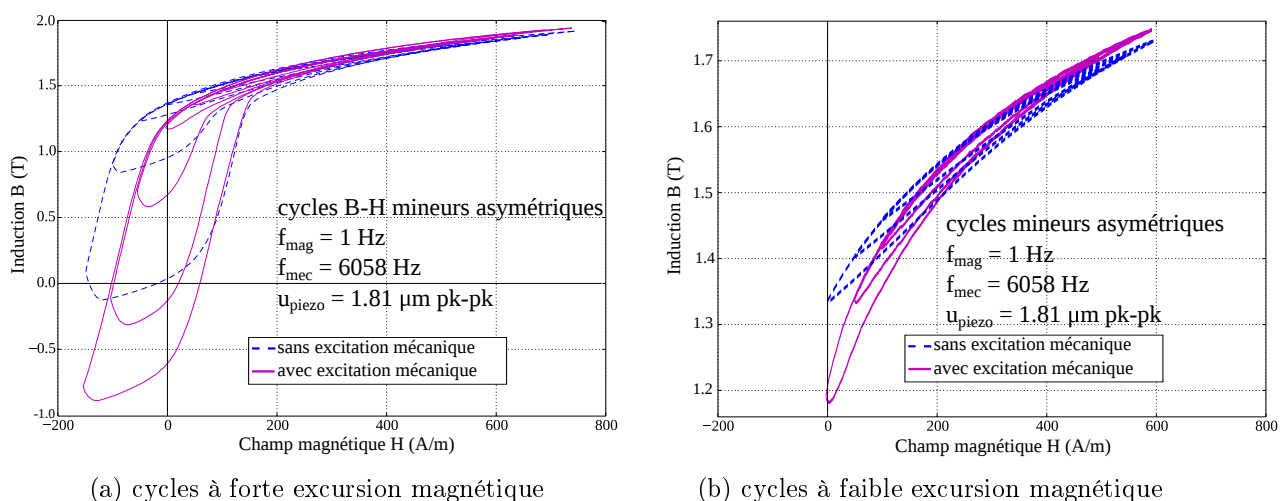 2.0
1.5
1.0
0.5
0.0
−0.5
-1.0
−200
0
200
400
600
800
Induction B (T)
Champ magnétique H (A/m)
cycles B-H mineurs asymétriques
fmag = 1 Hz
fmec = 6058 Hz
upiezo = 1.81 µm pk-pk
sans excitation mécanique
avec excitation mécanique
(a) cycles à forte excursion magnétique
1.7
1.6
1.5
1.4
1.3
1.2
−200
0
200
400
600
800
Induction B (T)
Champ magnétique H (A/m)
cycles mineurs asymétriques
fmag = 1 Hz
fmec = 6058 Hz
upiezo = 1.81 µm pk-pk
sans excitation mécanique
avec excitation mécanique
(b) cycles à faible excursion magnétique